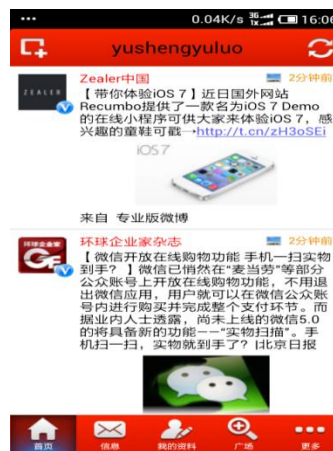 ... 0.04K/s 3G 1X 16:06
yushengyuluo
ZEALER
Zealer中国 2分钟前
【带你体验iOS 7】近日国外网站
Recumbo提供了一款名为iOS 7 Demo
的在线小程序可供大家来体验iOS 7，感
兴趣的童鞋可戳→http://t.cn/zH3oSEi
iOS7
来自 专业版微博
环球企业家
环球企业家杂志 2分钟前
【微信开放在线购物功能 手机一扫实物
到手？】微信已悄然在“麦当劳”等部分
公众账号上开放在线购物功能，不用退
出微信应用，用户就可以在微信公众账
号内进行购买并完成整个支付环节。而
据业内人士透露，尚未上线的微信5.0
的将具备新的功能——“实物扫描”。手
机扫一扫，实物就到手了？|北京日报
首页 信息 我的资料 广场 更多